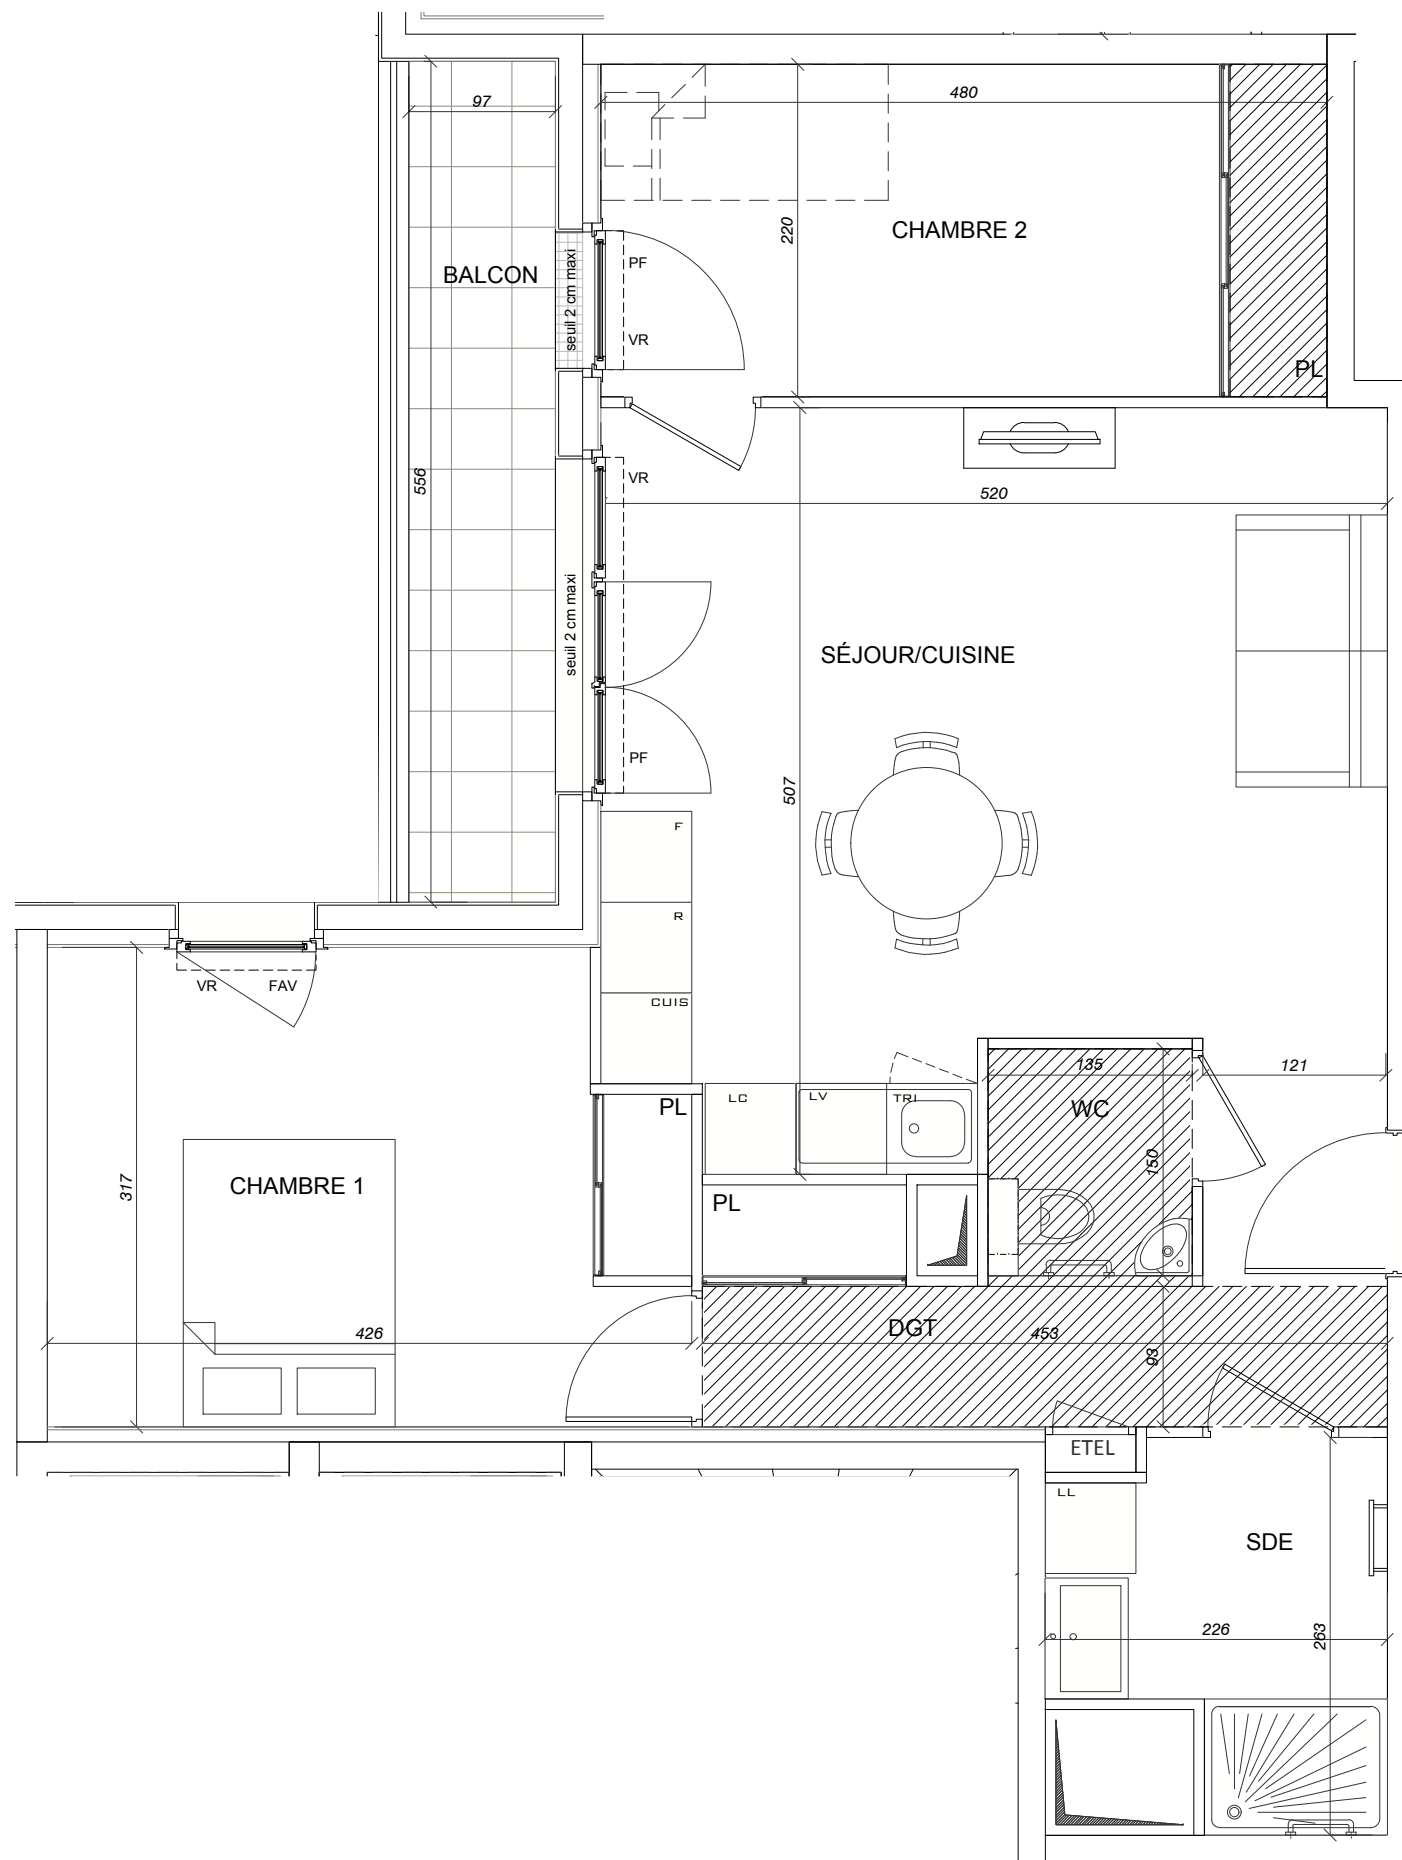 97
480
220
CHAMBRE 2
BALCON
seuil 2 cm maxi
PF
VR
PL
VR
556
520
seuil 2 cm maxi
SÉJOUR/CUISINE
PF
507
F
R
CUIS
VR
FAV
135
121
PL
LC
LV
TRI
WC
150
317
CHAMBRE 1
PL
426
DGT
453
93
ETEL
LL
SDE
226
263